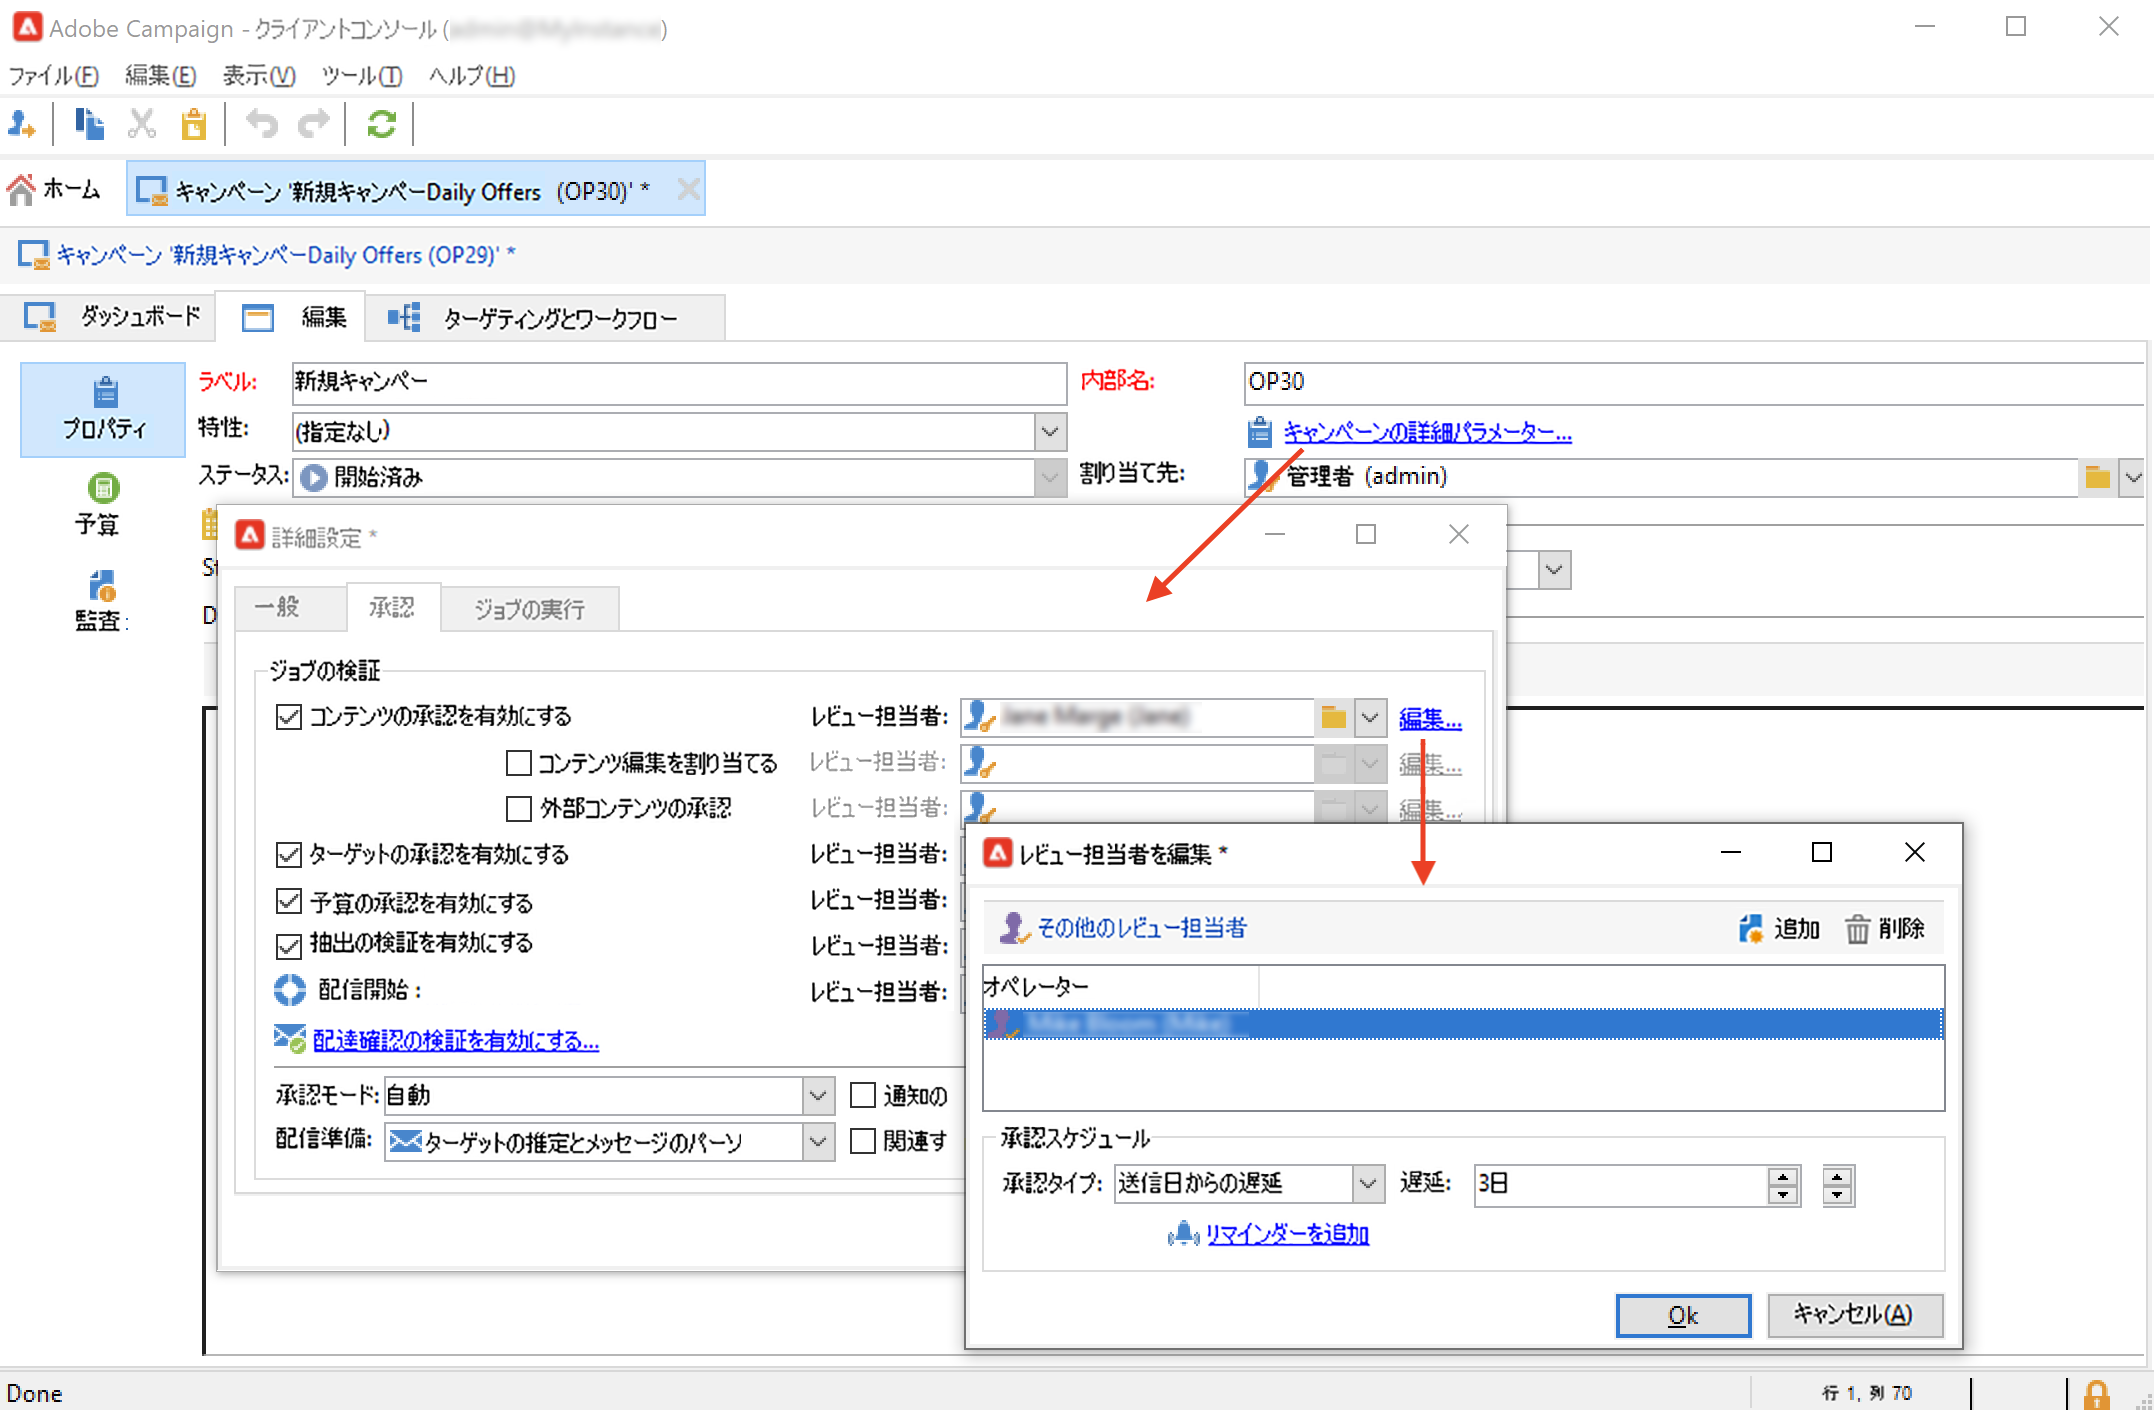 Adobe Campaign - クライアントコンソール ( )
ファイル(F) 編集(E) 表示(V) ツール(T) ヘルプ(H)
ホーム キャンペーン '新規キャンペーDaily Offers (OP30)' *
キャンペーン '新規キャンペーDaily Offers (OP29)' *
ダッシュボード 編集 ターゲティングとワークフロー
プロパティ
予算
監査:
ラベル: 新規キャンペー 内部名: OP30
特性: (指定なし) キャンペーンの詳細パラメーター...
ステータス: 開始済み 割り当て先: 管理者 (admin)
St
D
詳細設定 *
一般 承認 ジョブの実行
ジョブの検証
コンテンツの承認を有効にする レビュー担当者: 編集...
コンテンツ編集を割り当てる レビュー担当者: 編集...
外部コンテンツの承認 レビュー担当者: 編集...
ターゲットの承認を有効にする レビュー担当者:
予算の承認を有効にする レビュー担当者:
抽出の検証を有効にする レビュー担当者:
配信開始: レビュー担当者:
配達確認の検証を有効にする...
承認モード: 自動 通知の
配信準備: ターゲットの推定とメッセージのパーソ 関連す
レビュー担当者を編集 *
その他のレビュー担当者 追加 削除
オペレーター
承認スケジュール
承認タイプ: 送信日からの遅延 遅延: 3日
リマインダーを追加
Ok キャンセル(A)
Done 行 1, 列 70